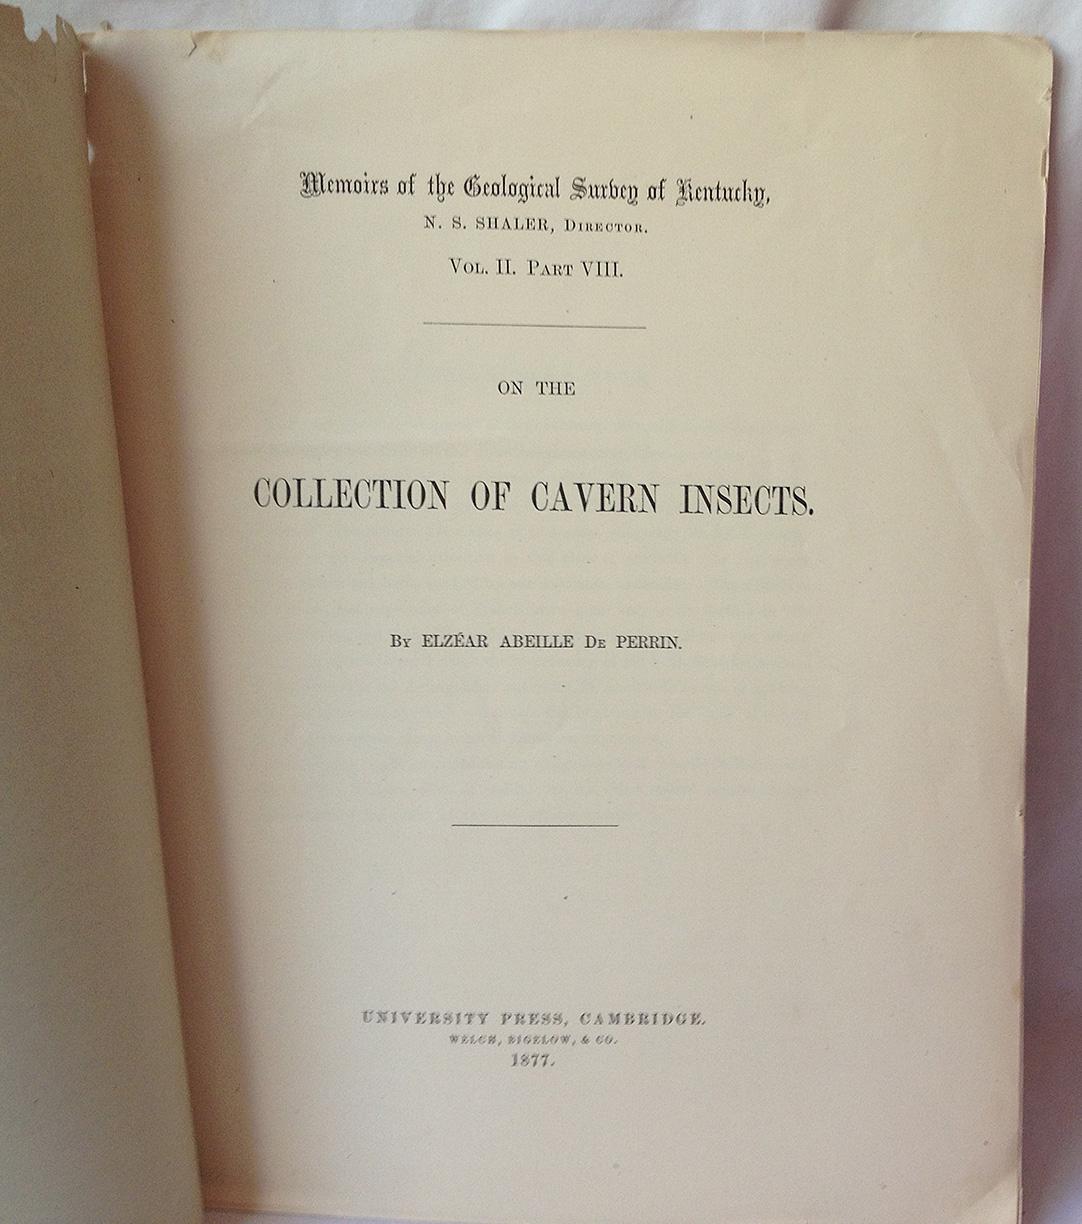 Memoirs of the Geological Survey of Kentucky,
N. S. SHALER, DIRECTOR.
VOL. II. PART VIII.
ON THE
COLLECTION OF CAVERN INSECTS.
BY ELZÉAR ABEILLE DE PERRIN.
UNIVERSITY PRESS, CAMBRIDGE.
WELCH, BIGELOW, & CO.
1877.